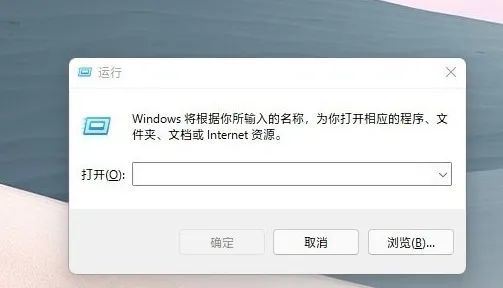 运行
Windows 将根据你所输入的名称，为你打开相应的程序、文
件夹、文档或 Internet 资源。
打开(O):
确定 取消 浏览(B)...